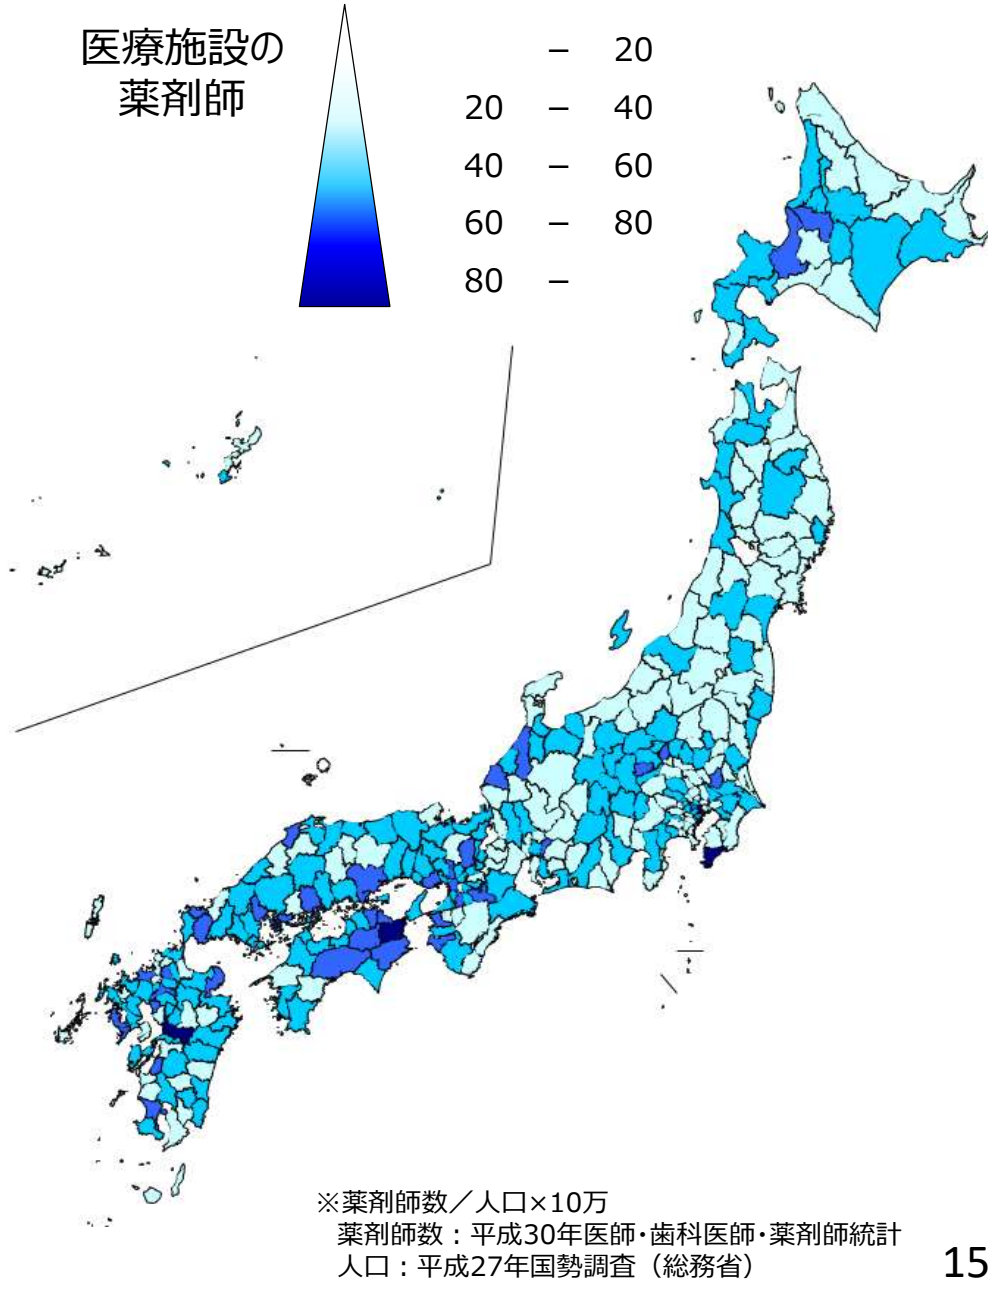 医療施設の
薬剤師
－ 20
20 － 40
40 － 60
60 － 80
80 －
※薬剤師数／人口×10万
薬剤師数：平成30年医師･歯科医師･薬剤師統計
人口：平成27年国勢調査（総務省）
15